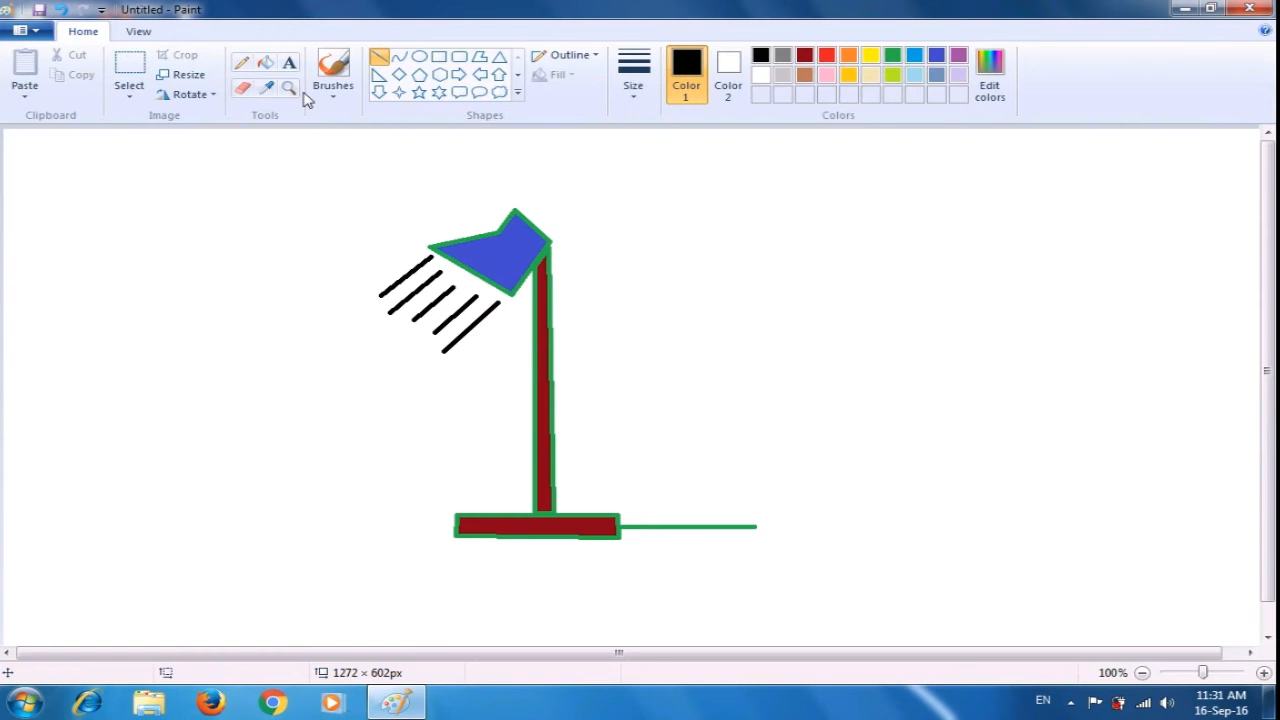 Untitled - Paint
Home View
Paste
Cut
Copy
Clipboard
Select
Crop
Resize
Rotate
Image
A
Tools
Brushes
Outline
Fill
Shapes
Size
Color
1
Color
2
Edit
colors
Colors
1272 × 602px
100%
EN
11:31 AM
16-Sep-16